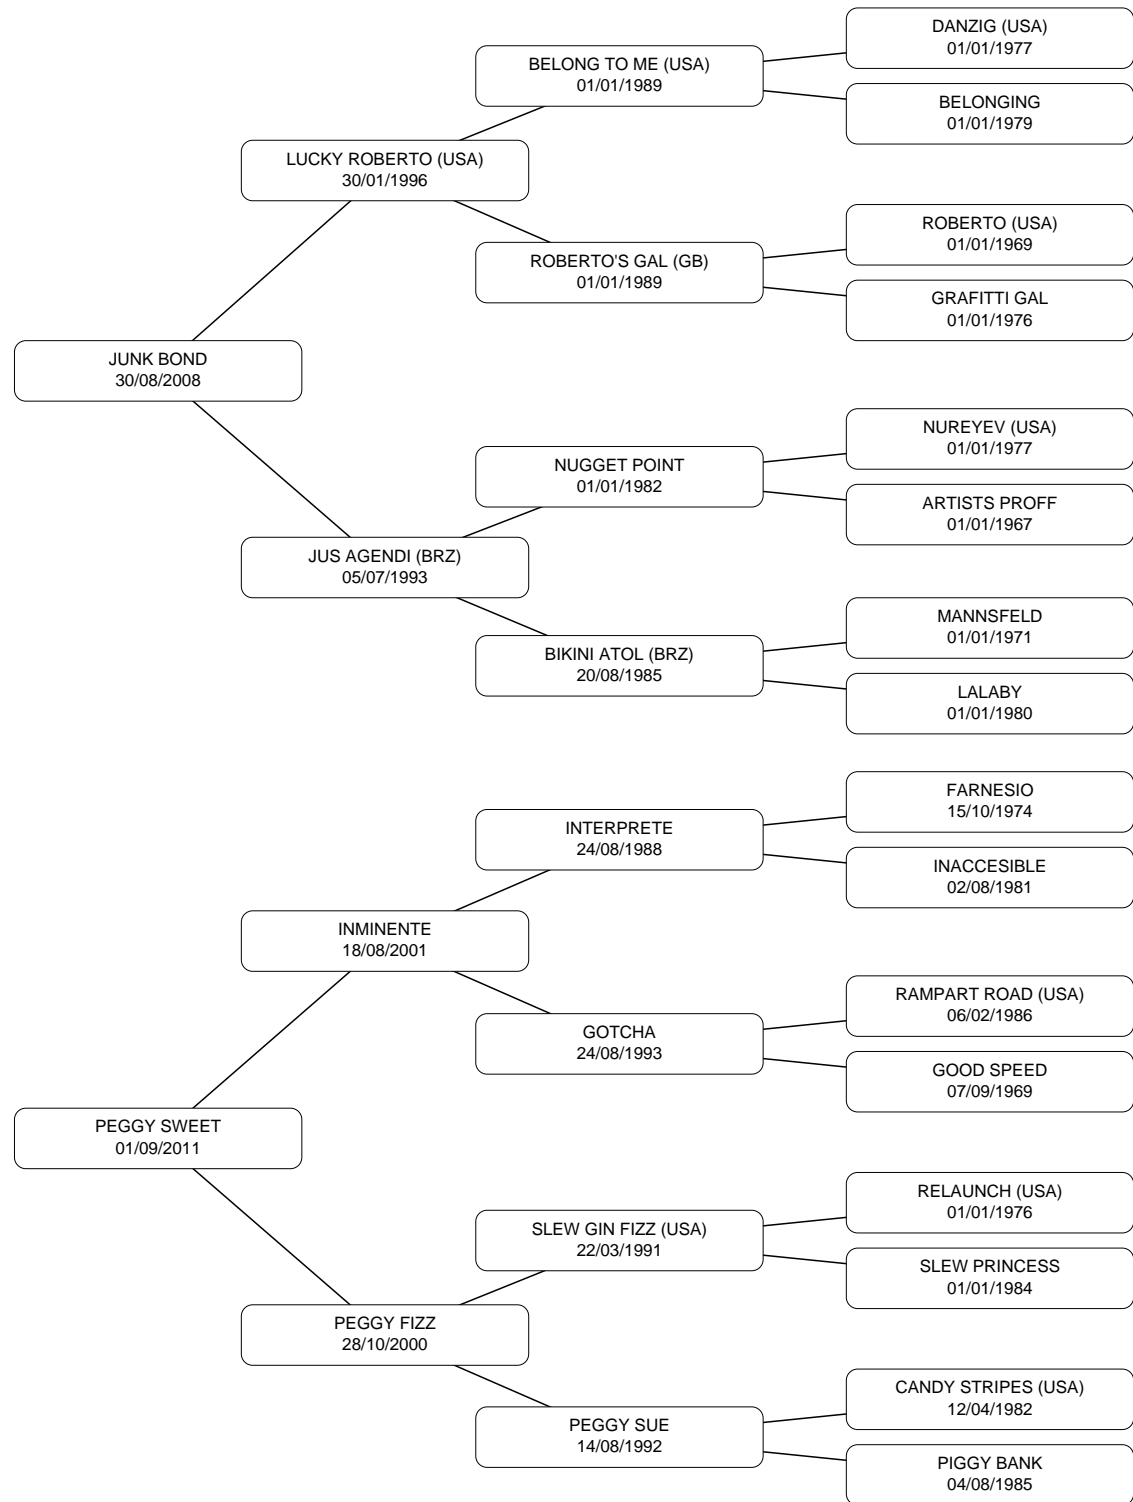 DANZIG (USA)
01/01/1977
BELONG TO ME (USA)
01/01/1989
BELONGING
01/01/1979
LUCKY ROBERTO (USA)
30/01/1996
ROBERTO (USA)
01/01/1969
ROBERTO'S GAL (GB)
01/01/1989
GRAFITTI GAL
01/01/1976
JUNK BOND
30/08/2008
NUREYEV (USA)
01/01/1977
NUGGET POINT
01/01/1982
ARTISTS PROFF
01/01/1967
JUS AGENDI (BRZ)
05/07/1993
MANNSFELD
01/01/1971
BIKINI ATOL (BRZ)
20/08/1985
LALABY
01/01/1980
FARNESIO
15/10/1974
INTERPRETE
24/08/1988
INACCESIBLE
02/08/1981
INMINENTE
18/08/2001
RAMPART ROAD (USA)
06/02/1986
GOTCHA
24/08/1993
GOOD SPEED
07/09/1969
PEGGY SWEET
01/09/2011
RELAUNCH (USA)
01/01/1976
SLEW GIN FIZZ (USA)
22/03/1991
SLEW PRINCESS
01/01/1984
PEGGY FIZZ
28/10/2000
CANDY STRIPES (USA)
12/04/1982
PEGGY SUE
14/08/1992
PIGGY BANK
04/08/1985